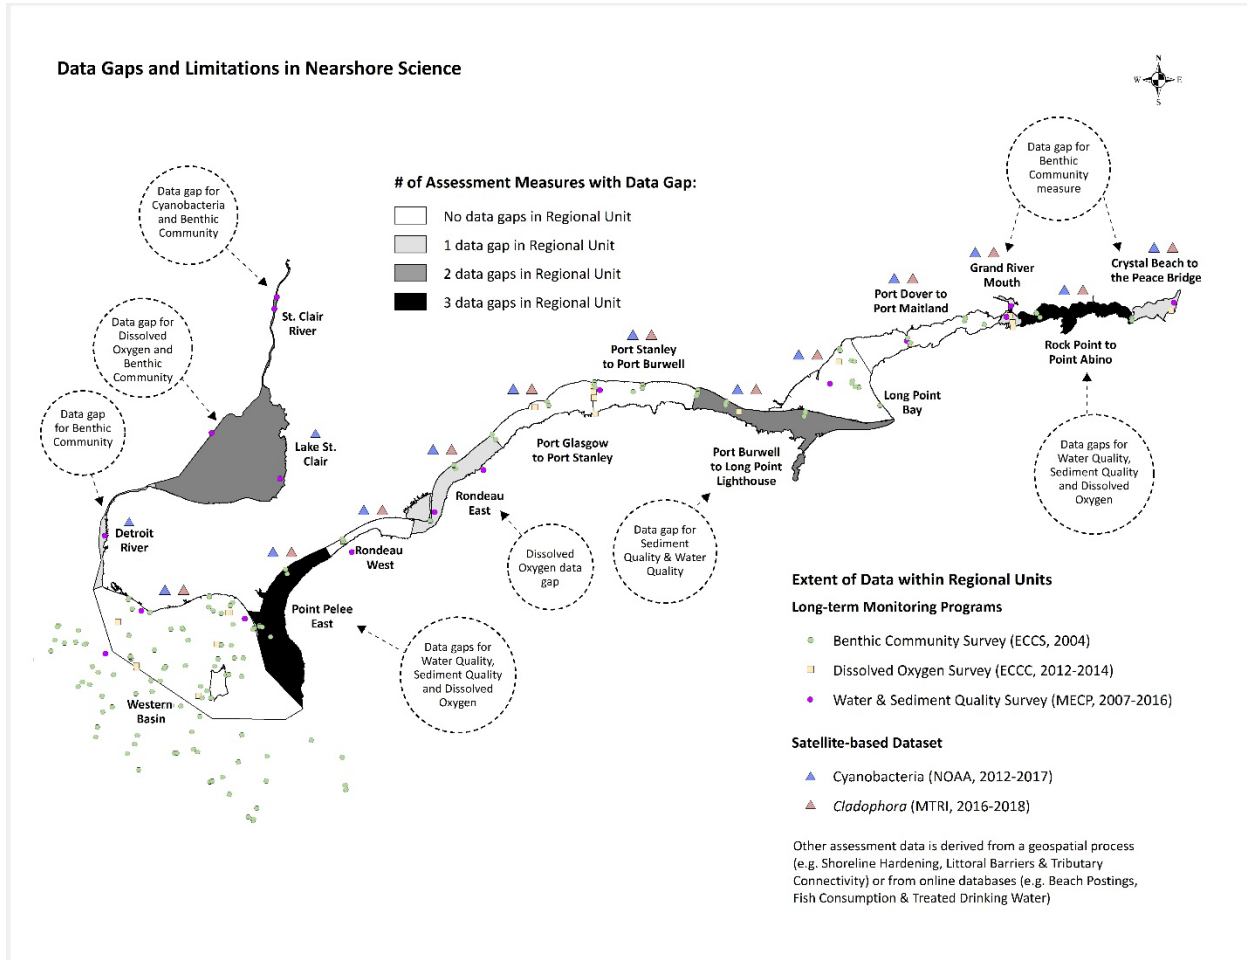 Data Gaps and Limitations in Nearshore Science
N
W
E
S
Data gap for
Benthic
Community
measure
Data gap for
Cyanobacteria
and Benthic
Community
# of Assessment Measures with Data Gap:
No data gaps in Regional Unit
1 data gap in Regional Unit
2 data gaps in Regional Unit
3 data gaps in Regional Unit
Grand River
Mouth
Crystal Beach to
the Peace Bridge
Port Dover to
Port Maitland
St. Clair
River
Data gap for
Dissolved
Oxygen and
Benthic
Community
Port Stanley
to Port Burwell
Rock Point to
Point Abino
Long Point
Bay
Data gap
for Benthic
Community
Lake St.
Clair
Port Glasgow
to Port Stanley
Port Burwell
to Long Point
Lighthouse
Data gaps for
Water Quality,
Sediment Quality
and Dissolved
Oxygen
Rondeau
East
Detroit
River
Data gap for
Sediment
Quality & Water
Quality
Dissolved
Oxygen data
gap
Rondeau
West
Point Pelee
East
Data gaps for
Water Quality,
Sediment Quality
and Dissolved
Oxygen
Western
Basin
Extent of Data within Regional Units
Long-term Monitoring Programs
Benthic Community Survey (ECCS, 2004)
Dissolved Oxygen Survey (ECCC, 2012-2014)
Water & Sediment Quality Survey (MECP, 2007-2016)
Satellite-based Dataset
Cyanobacteria (NOAA, 2012-2017)
Cladophora (MTRI, 2016-2018)
Other assessment data is derived from a geospatial process
(e.g. Shoreline Hardening, Littoral Barriers & Tributary
Connectivity) or from online databases (e.g. Beach Postings,
Fish Consumption & Treated Drinking Water)